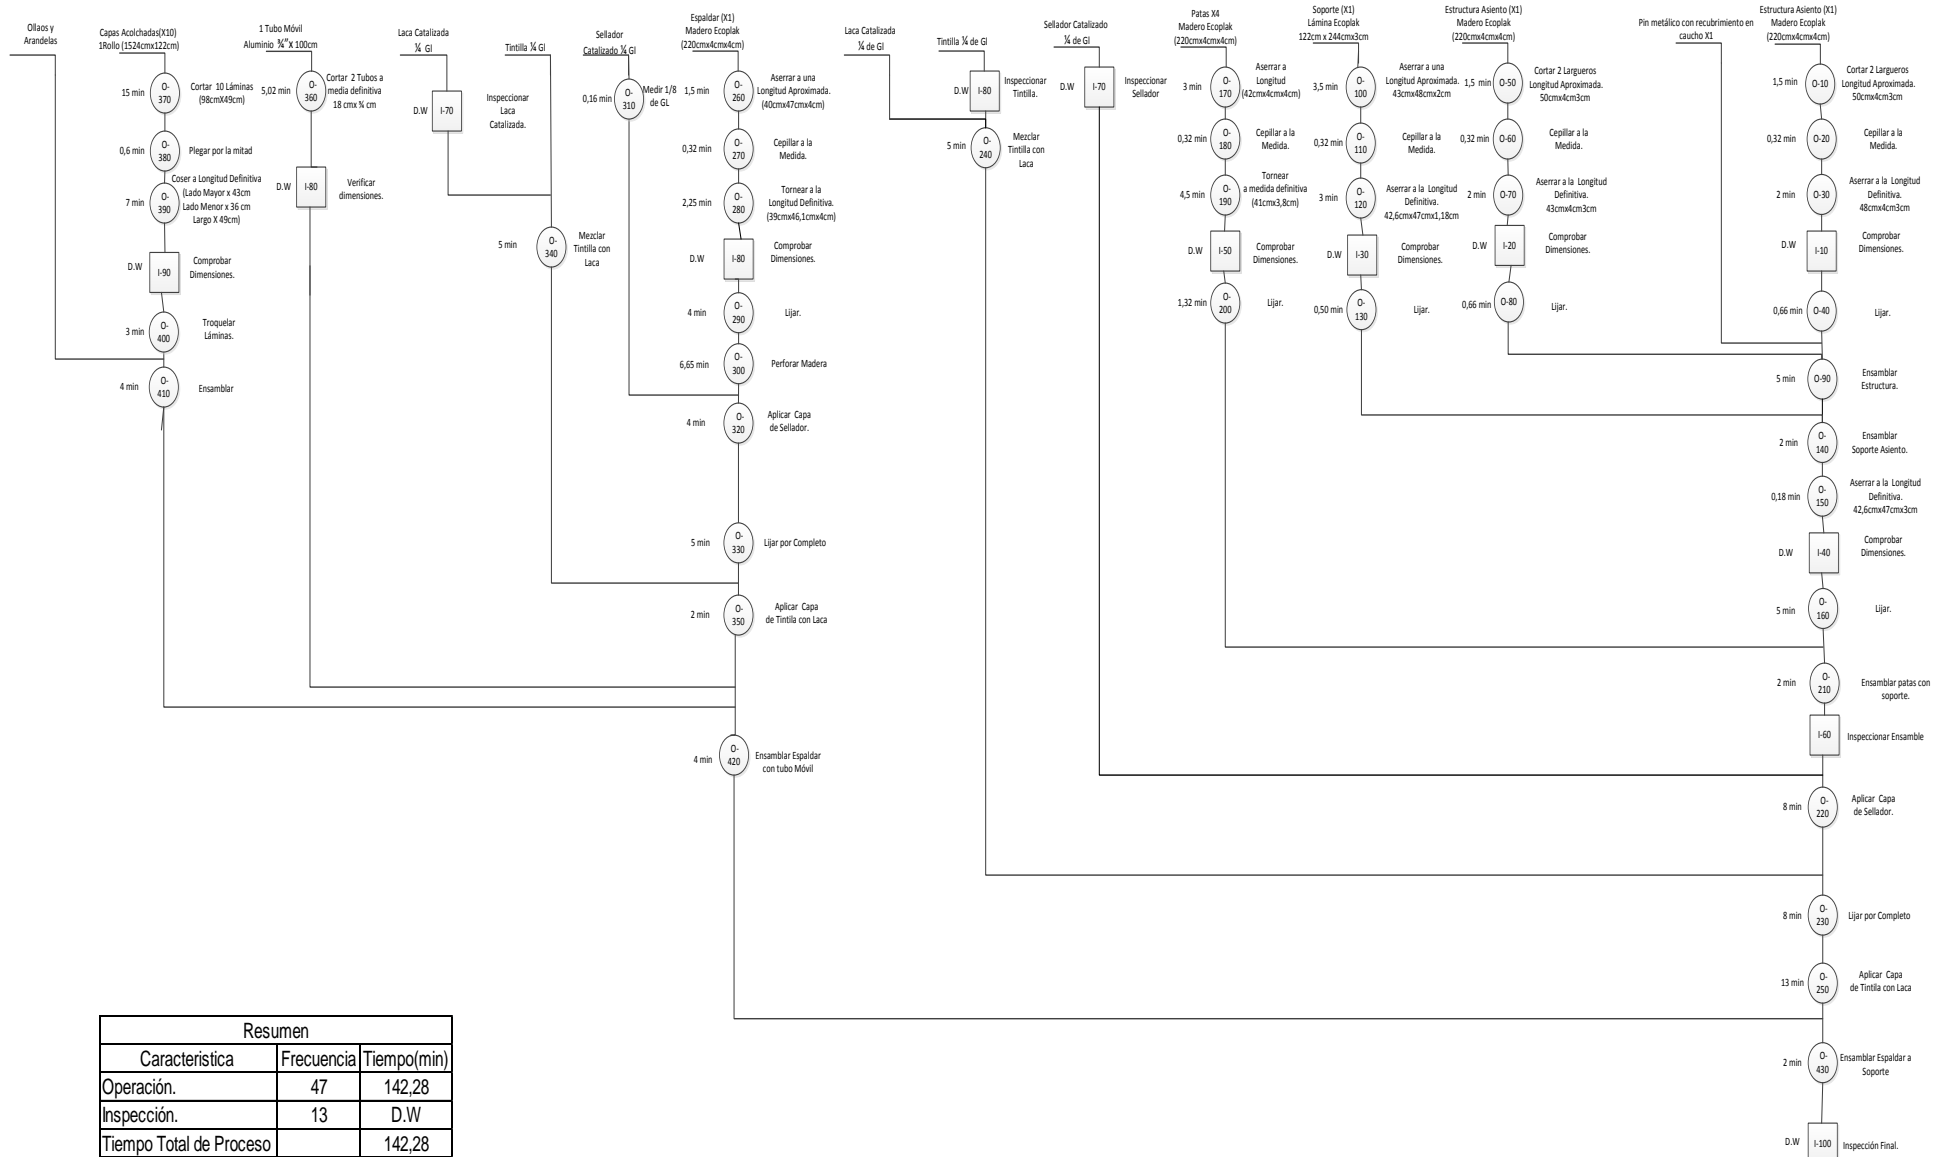 Ollaos y
Arandelas
Capas Acolchadas(X10)
1Rollo (1524cmx122cm)
15 min
O-
370
Cortar 10 Láminas
(98cmX49cm)
0,6 min
O-
380
Plegar por la mitad
7 min
O-
390
Coser a Longitud Definitiva
(Lado Mayor x 43cm
Lado Menor x 36 cm
Largo X 49cm)
D.W
I-90
Comprobar
Dimensiones.
3 min
O-
400
Troquelar
Láminas.
4 min
O-
410
Ensamblar
1 Tubo Móvil
Aluminio ¾"X 100cm
5,02 min
O-
360
Cortar 2 Tubos a
media definitiva
18 cmx ¾ cm
D.W
I-80
Verificar
dimensiones.
Laca Catalizada
¼ Gl
D.W
I-70
Inspeccionar
Laca
Catalizada.
Tintilla ¼ Gl
5 min
O-
340
Mezclar
Tintilla con
Laca
Sellador
Catalizado ¼ Gl
0,16 min
O-
310
Medir 1/8
de GL
Espaldar (X1)
Madero Ecoplak
(220cmx4cmx4cm)
1,5 min
O-
260
Aserrar a una
Longitud Aproximada.
(40cmx47cmx4cm)
0,32 min
O-
270
Cepillar a la
Medida.
2,25 min
O-
280
Tornear a la
Longitud Definitiva.
(39cmx46,1cmx4cm)
D.W
I-80
Comprobar
Dimensiones.
4 min
O-
290
Lijar.
6,65 min
O-
300
Perforar Madera
4 min
O-
320
Aplicar Capa
de Sellador.
5 min
O-
330
Lijar por Completo
2 min
O-
350
Aplicar Capa
de Tintila con Laca
4 min
O-
420
Ensamblar Espaldar
con tubo Móvil
Laca Catalizada
¼ de Gl
Tintilla ¼ de Gl
D.W
I-80
Inspeccionar
Tintilla.
5 min
O-
240
Mezclar
Tintilla con
Laca
Sellador Catalizado
¼ de Gl
D.W
I-70
Inspeccionar
Sellador
Patas X4
Madero Ecoplak
(220cmx4cmx4cm)
3 min
O-
170
Aserrar a
Longitud
(42cmx4cmx4cm)
0,32 min
O-
180
Cepillar a la
Medida.
4,5 min
O-
190
Tornear
a medida definitiva
(41cmx3,8cm)
D.W
I-50
Comprobar
Dimensiones.
1,32 min
O-
200
Lijar.
Soporte (X1)
Lámina Ecoplak
122cm x 244cmx3cm
3,5 min
O-
100
Aserrar a una
Longitud Aproximada.
43cmx48cmx2cm
0,32 min
O-
110
Cepillar a la
Medida.
3 min
O-
120
Aserrar a la Longitud
Definitiva.
42,6cmx47cmx1,18cm
D.W
I-30
Comprobar
Dimensiones.
0,50 min
O-
130
Lijar.
Estructura Asiento (X1)
Madero Ecoplak
(220cmx4cmx4cm)
1,5 min
O-50
Cortar 2 Largueros
Longitud Aproximada.
50cmx4cm3cm
0,32 min
O-60
Cepillar a la
Medida.
2 min
O-70
Aserrar a la Longitud
Definitiva.
43cmx4cm3cm
D.W
I-20
Comprobar
Dimensiones.
0,66 min
O-80
Lijar.
Pin metálico con recubrimiento en
caucho X1
Estructura Asiento (X1)
Madero Ecoplak
(220cmx4cmx4cm)
1,5 min
O-10
Cortar 2 Largueros
Longitud Aproximada.
50cmx4cm3cm
0,32 min
O-20
Cepillar a la
Medida.
2 min
O-30
Aserrar a la Longitud
Definitiva.
48cmx4cm3cm
D.W
I-10
Comprobar
Dimensiones.
0,66 min
O-40
Lijar.
5 min
O-90
Ensamblar
Estructura.
2 min
O-
140
Ensamblar
Soporte Asiento.
0,18 min
O-
150
Aserrar a la Longitud
Definitiva.
42,6cmx47cmx3cm
D.W
I-40
Comprobar
Dimensiones.
5 min
O-
160
Lijar.
2 min
O-
210
Ensamblar patas con
soporte.
I-60
Inspeccionar Ensamble
8 min
O-
220
Aplicar Capa
de Sellador.
8 min
O-
230
Lijar por Completo
13 min
O-
250
Aplicar Capa
de Tintila con Laca
2 min
O-
430
Ensamblar Espaldar a
Soporte
D.W
I-100
Inspección Final.
Resumen
Caracteristica Frecuencia Tiempo(min)
Operación. 47 142,28
Inspección. 13 D.W
Tiempo Total de Proceso 142,28